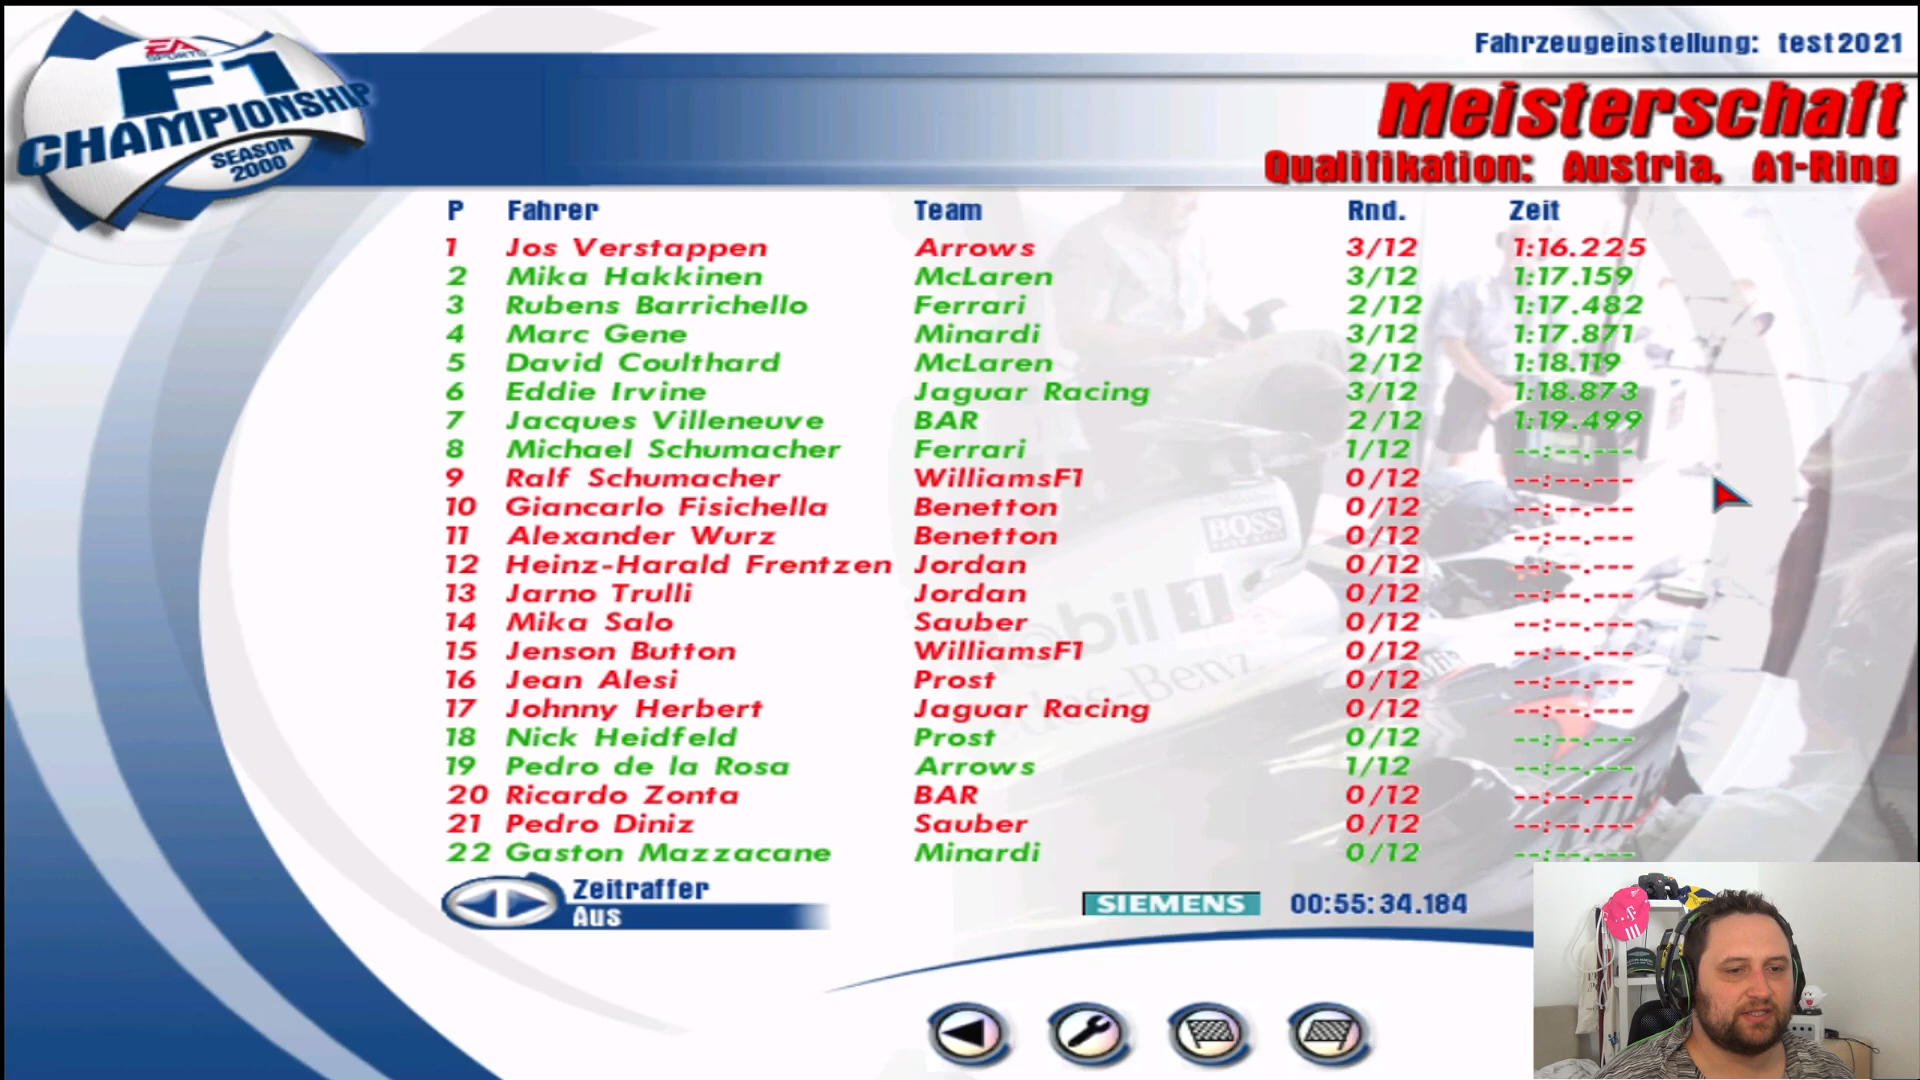 Fahrzeugeinstellung: test2021
EA
SPORTS
F1
CHAMPIONSHIP
SEASON
2000
Meisterschaft
Qualifikation: Austria, A1-Ring
P Fahrer Team Rnd. Zeit
1 Jos Verstappen Arrows 3/12 1:16.225
2 Mika Hakkinen McLaren 3/12 1:17.159
3 Rubens Barrichello Ferrari 2/12 1:17.482
4 Marc Gene Minardi 3/12 1:17.871
5 David Coulthard McLaren 2/12 1:18.119
6 Eddie Irvine Jaguar Racing 3/12 1:18.873
7 Jacques Villeneuve BAR 2/12 1:19.499
8 Michael Schumacher Ferrari 1/12 --:--.---
9 Ralf Schumacher WilliamsF1 0/12 --:--.---
10 Giancarlo Fisichella Benetton 0/12 --:--.---
11 Alexander Wurz Benetton 0/12 --:--.---
12 Heinz-Harald Frentzen Jordan 0/12 --:--.---
13 Jarno Trulli Jordan 0/12 --:--.---
14 Mika Salo Sauber 0/12 --:--.---
15 Jenson Button WilliamsF1 0/12 --:--.---
16 Jean Alesi Prost 0/12 --:--.---
17 Johnny Herbert Jaguar Racing 0/12 --:--.---
18 Nick Heidfeld Prost 0/12 --:--.---
19 Pedro de la Rosa Arrows 1/12 --:--.---
20 Ricardo Zonta BAR 0/12 --:--.---
21 Pedro Diniz Sauber 0/12 --:--.---
22 Gaston Mazzacane Minardi 0/12 --:--.---
BOSS
Zeitraffer
Aus
SIEMENS 00:55:34.184